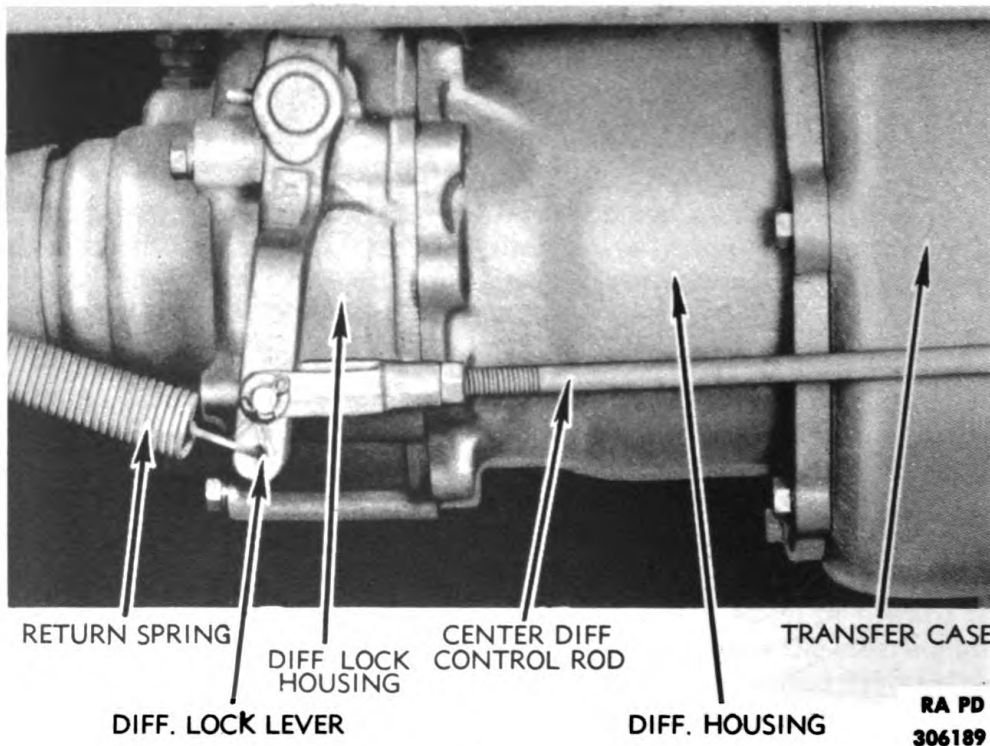 RETURN SPRING
DIFF. LOCK LEVER
DIFF LOCK
HOUSING
CENTER DIFF
CONTROL ROD
DIFF. HOUSING
TRANSFER CASE
RA PD
306189